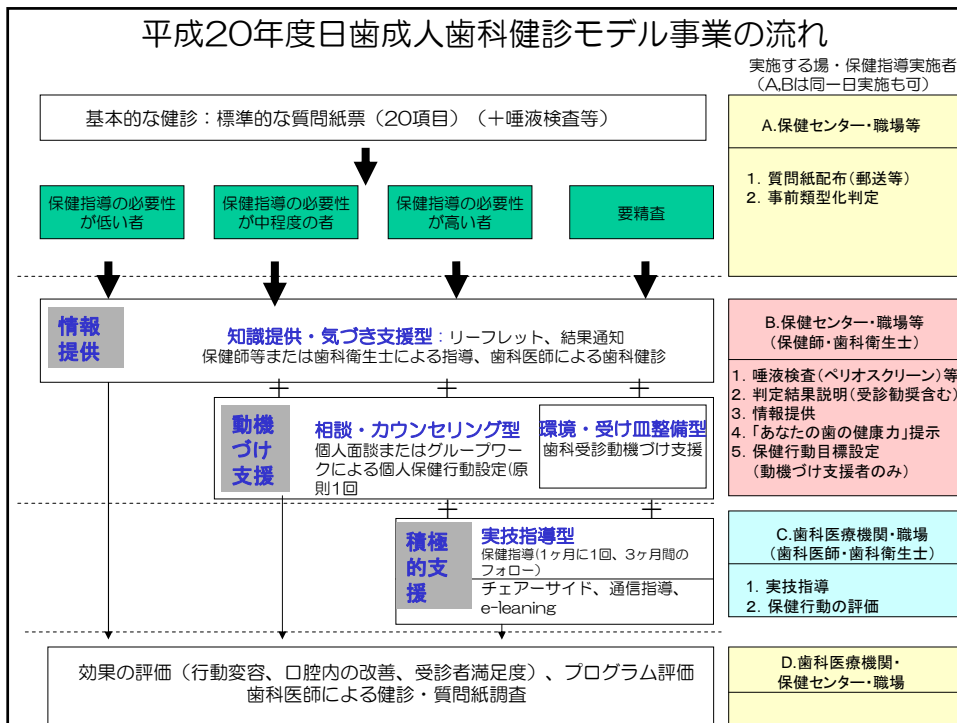 平成20年度日歯成人歯科健診モデル事業の流れ
実施する場・保健指導実施者
（A,Bは同一日実施も可）
基本的な健診：標準的な質問紙票（20項目）（＋唾液検査等）
A.保健センター・職場等
1. 質問紙配布（郵送等）
2. 事前類型化判定
保健指導の必要性
が低い者
保健指導の必要性
が中程度の者
保健指導の必要性
が高い者
要精査
情報
提供
知識提供・気づき支援型：リーフレット、結果通知
保健師等または歯科衛生士による指導、歯科医師による歯科健診
B.保健センター・職場等
（保健師・歯科衛生士）
1. 唾液検査（ペリオスクリーン）等
2. 判定結果説明（受診勧奨含む）
3. 情報提供
4. 「あなたの歯の健康力」提示
5. 保健行動目標設定
（動機づけ支援者のみ）
＋
＋
＋
動機
づけ
支援
相談・カウンセリング型
個人面談またはグループワー
クによる個人保健行動設定(原
則1回
環境・受け皿整備型
歯科受診動機づけ支援
＋
＋
積極
的支
援
実技指導型
保健指導(1ヶ月に1回、3ヶ月間の
フォロー)
チェアーサイド、通信指導、
e-leaning
C.歯科医療機関・職場
（歯科医師・歯科衛生士）
1. 実技指導
2. 保健行動の評価
効果の評価（行動変容、口腔内の改善、受診者満足度）、プログラム評価
歯科医師による健診・質問紙調査
D.歯科医療機関・
保健センター・職場